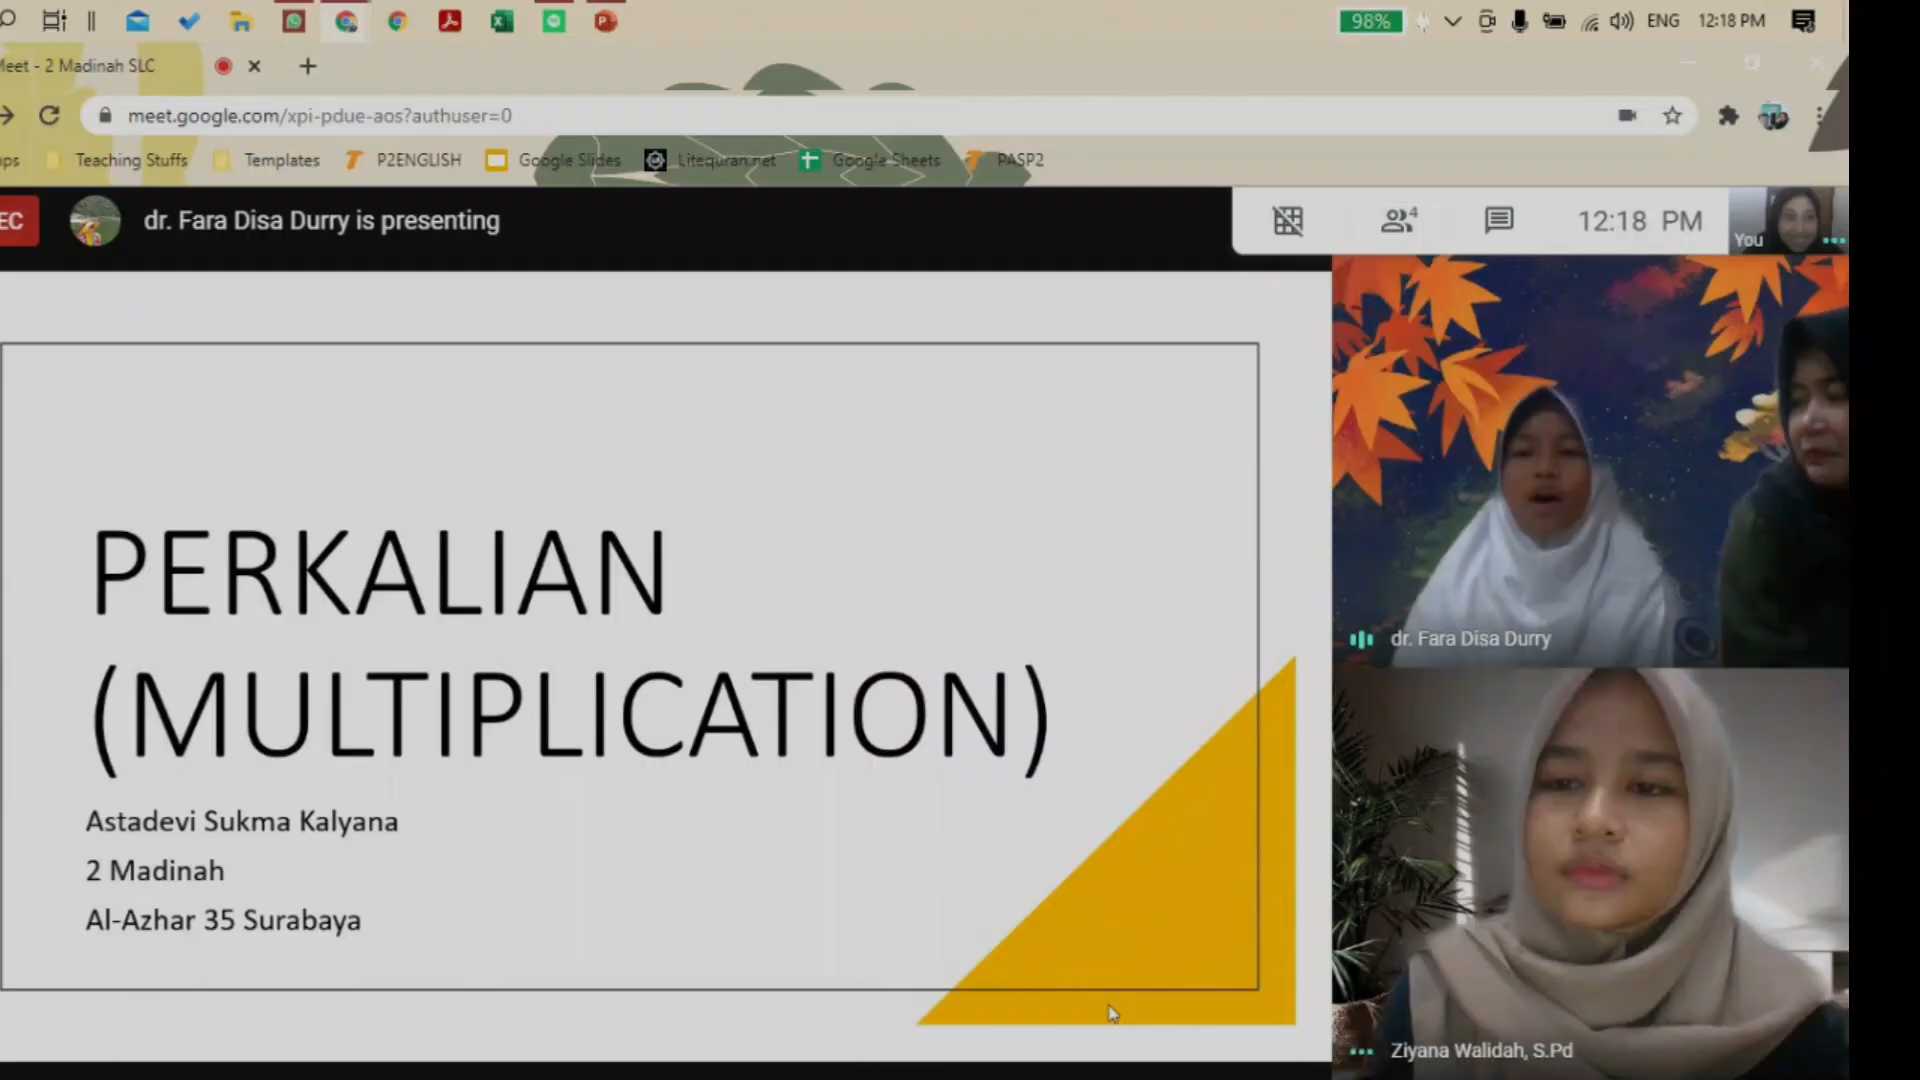 98%
ENG
12:18 PM
Meet - 2 Madinah SLC
meet.google.com/xpi-pdue-aos?authuser=0
Teaching Stuffs
Templates
P2ENGLISH
Google Slides
Litequran.net
Google Sheets
PASP2
dr. Fara Disa Durry is presenting
4
12:18 PM
You
PERKALIAN
(MULTIPLICATION)
Astadevi Sukma Kalyana
2 Madinah
Al-Azhar 35 Surabaya
dr. Fara Disa Durry
Ziyana Walidah, S.Pd